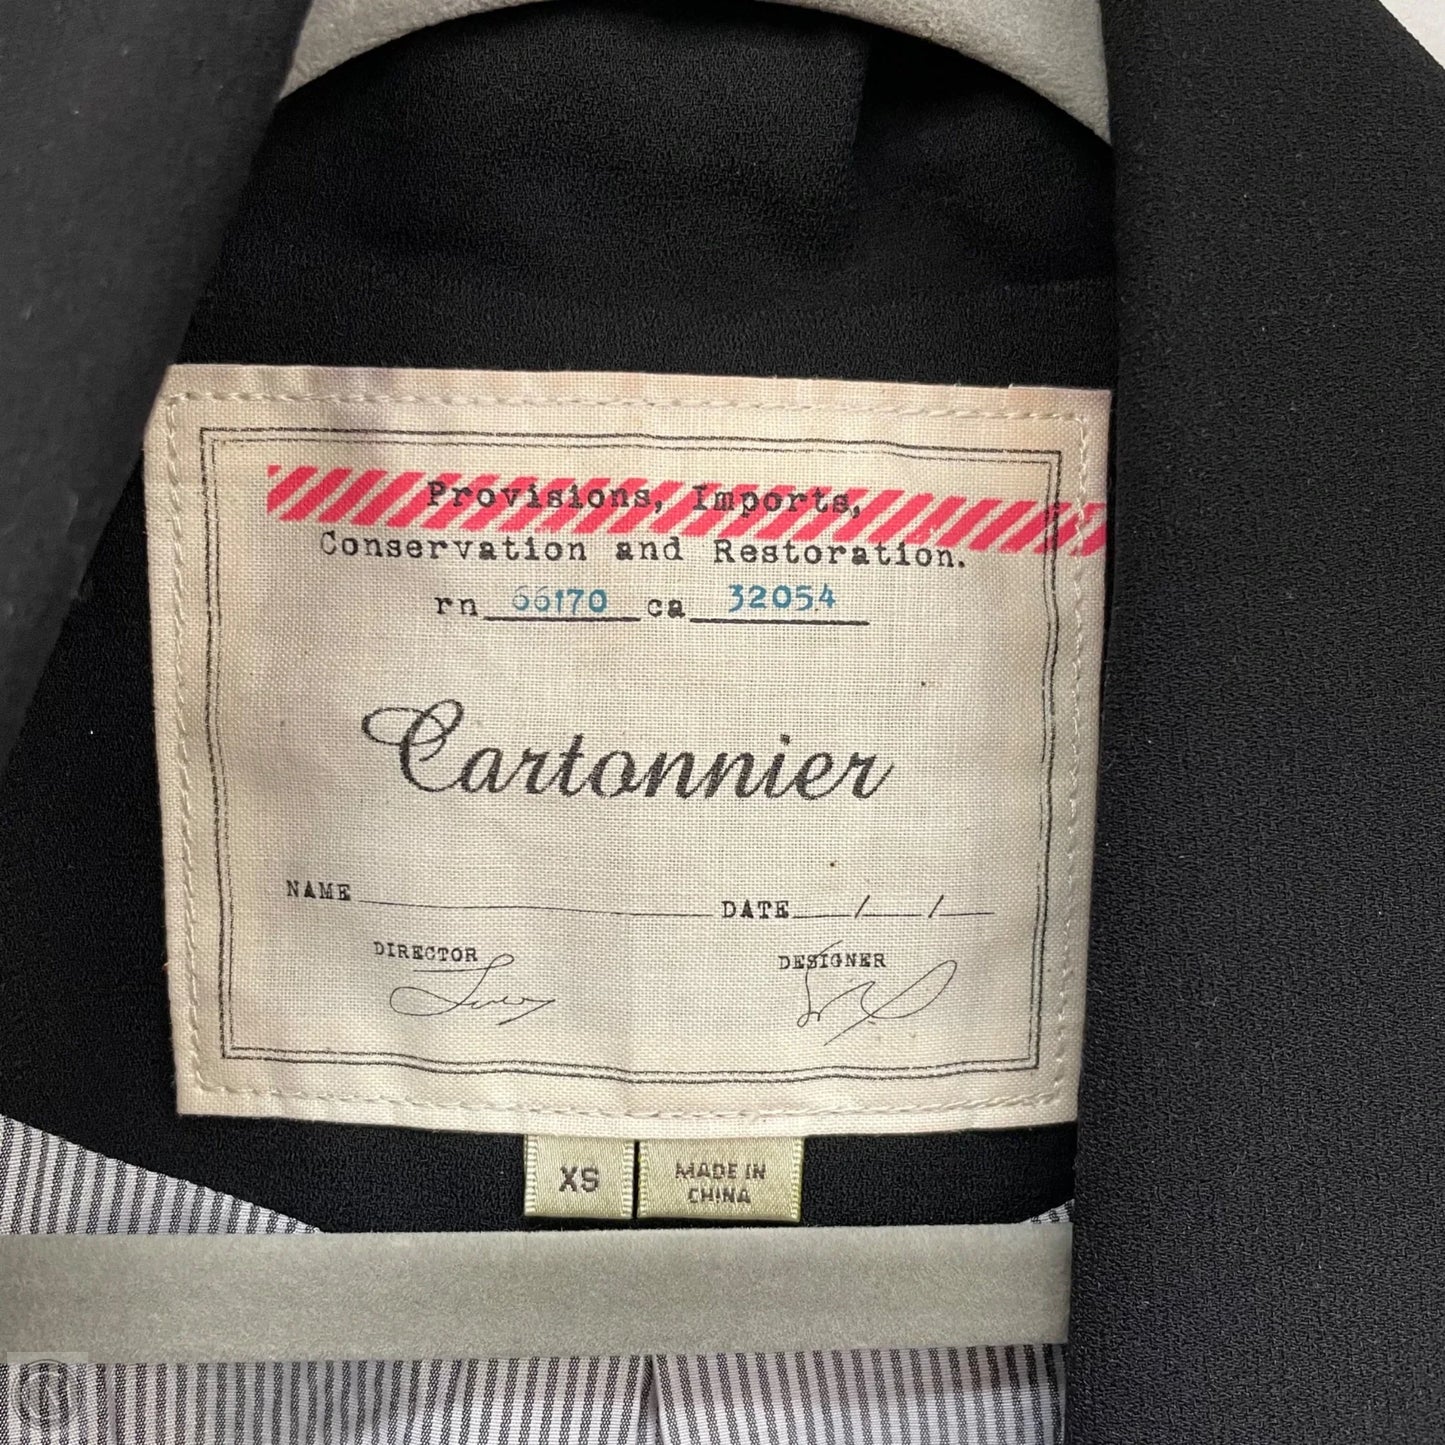 Provisions, Imports,
Conservation and Restoration.
rn 66170 ca 32054
Cartonnier
NAME DATE / /
DIRECTOR DESIGNER
XS MADE IN
CHINA